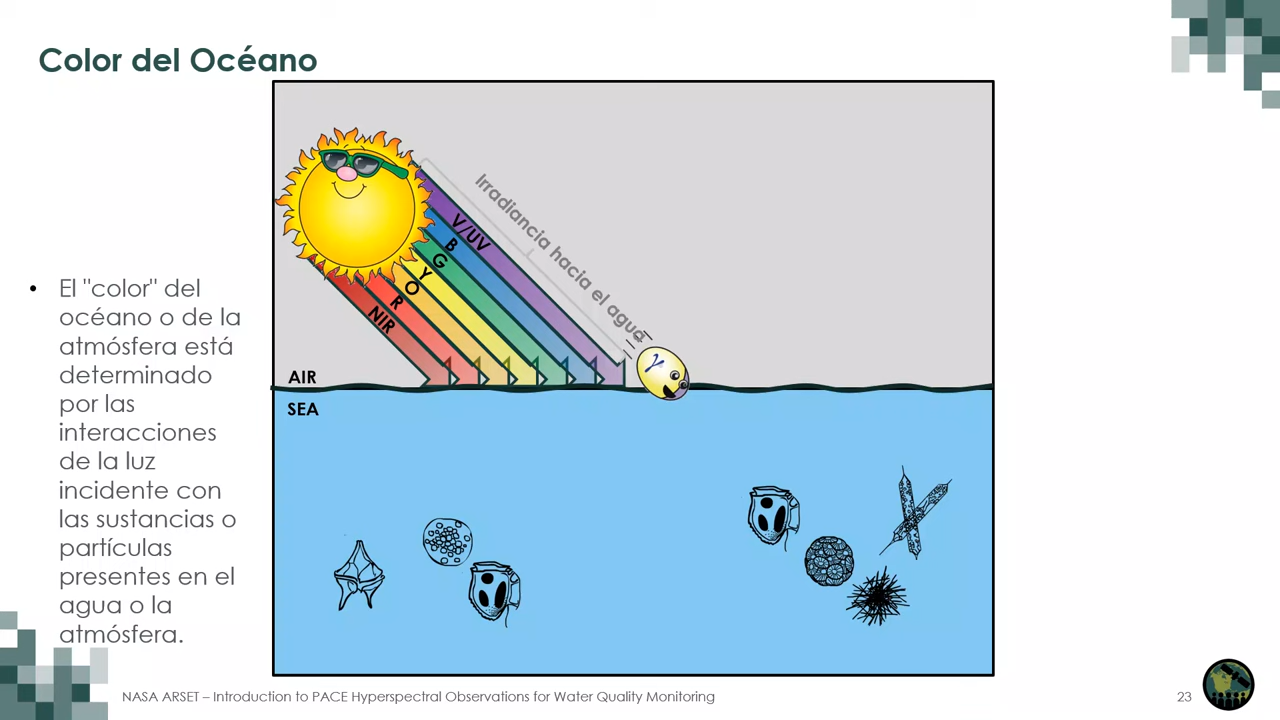 Color del Océano
Irradiancia hacia el agua
V/UV
B
G
Y
O
R
NIR
γ
AIR
SEA
• El "color" del
océano o de la
atmósfera está
determinado
por las
interacciones
de la luz
incidente con
las sustancias o
partículas
presentes en el
agua o la
atmósfera.
NASA ARSET – Introduction to PACE Hyperspectral Observations for Water Quality Monitoring
23